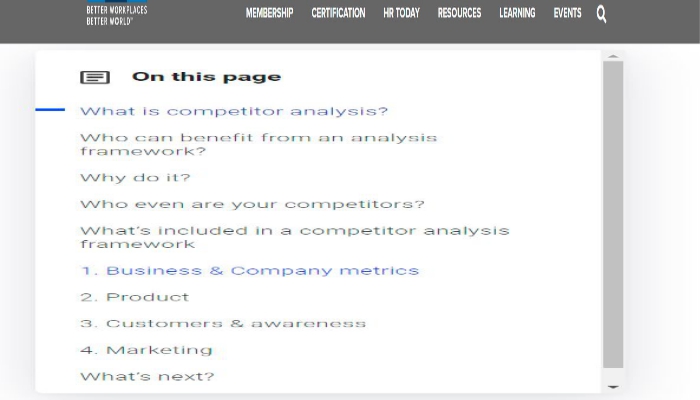 BETTER WORKPLACES
BETTER WORLD™
MEMBERSHIP CERTIFICATION HR TODAY RESOURCES LEARNING EVENTS
On this page
What is competitor analysis?
Who can benefit from an analysis
framework?
Why do it?
Who even are your competitors?
What's included in a competitor analysis
framework
1. Business & Company metrics
2. Product
3. Customers & awareness
4. Marketing
What's next?